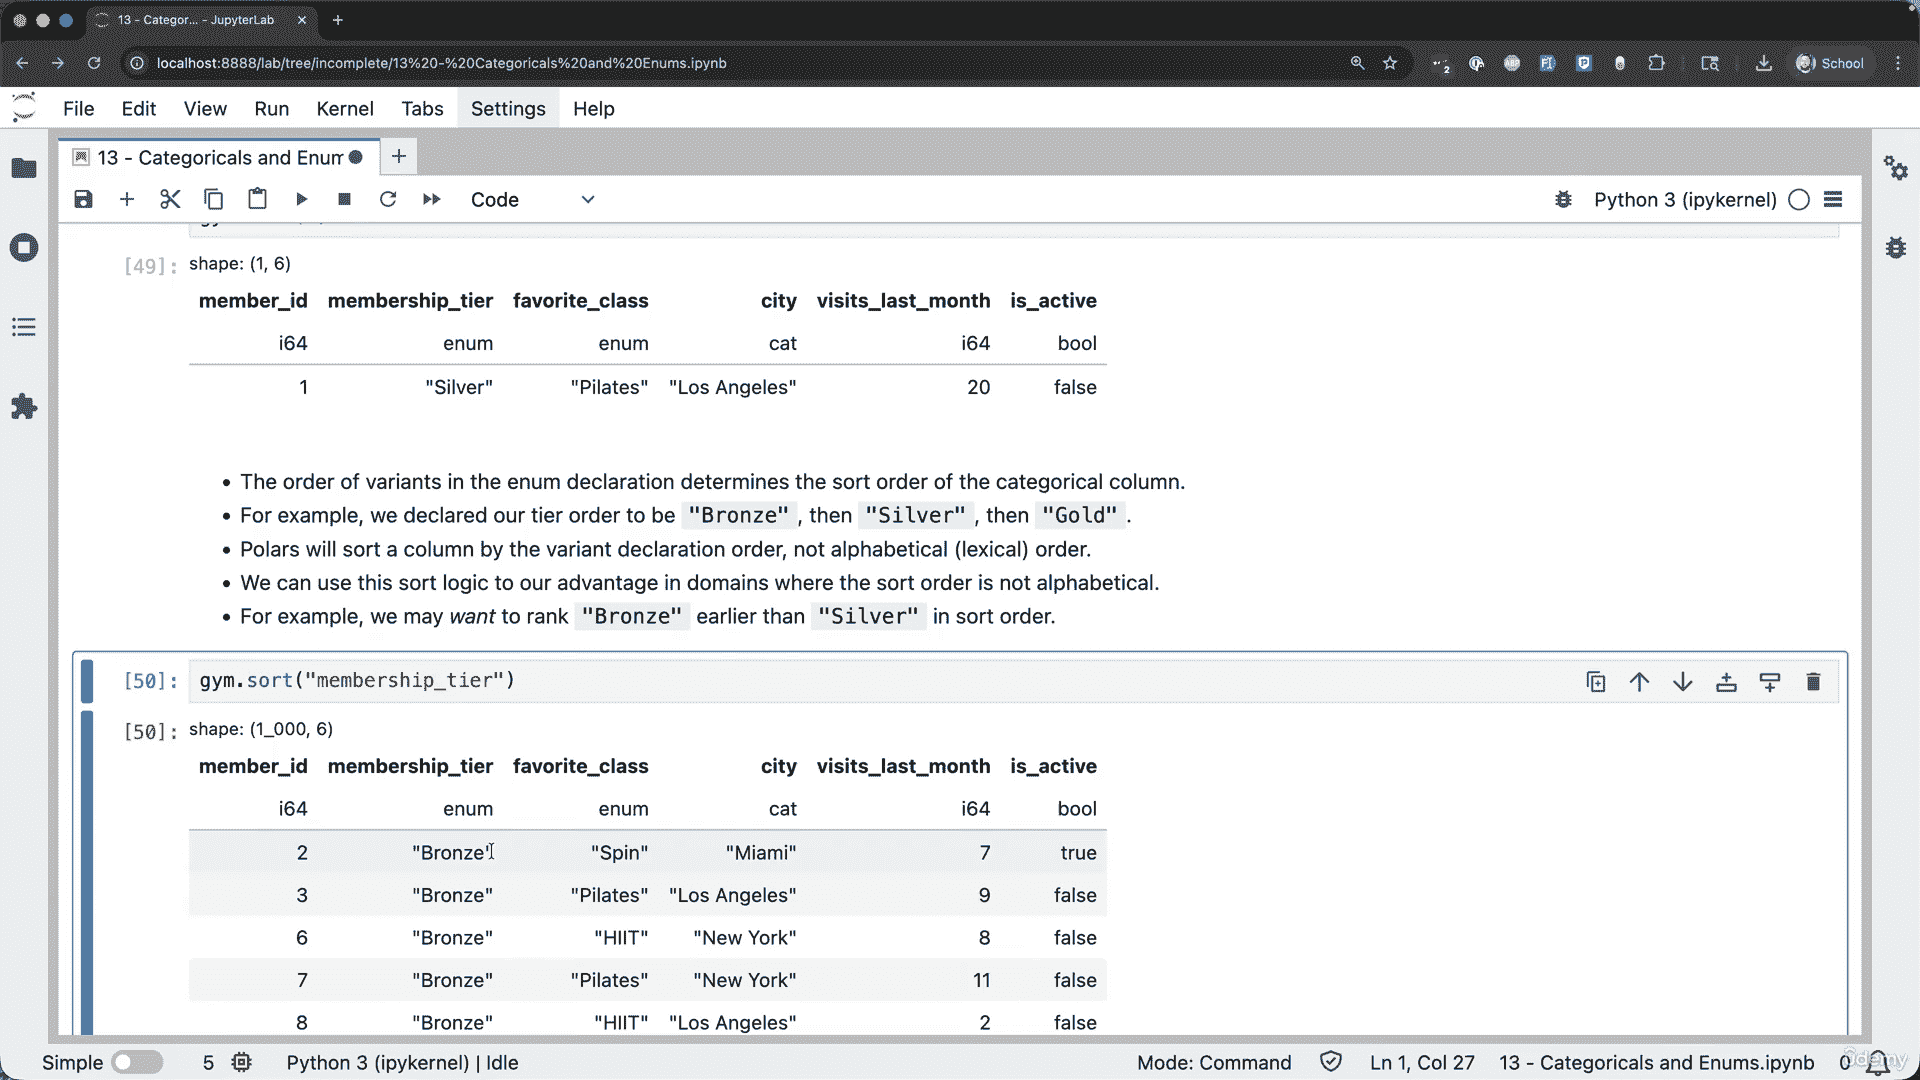 13 - Categor... - JupyterLab
localhost:8888/lab/tree/incomplete/13%20-%20Categoricals%20and%20Enums.ipynb
2
ABP
School
File Edit View Run Kernel Tabs Settings Help
13 - Categoricals and Enum
Code
Python 3 (ipykernel)
[49]: shape: (1, 6)
member_id membership_tier favorite_class city visits_last_month is_active
i64 enum enum cat i64 bool
1 "Silver" "Pilates" "Los Angeles" 20 false
• The order of variants in the enum declaration determines the sort order of the categorical column.
• For example, we declared our tier order to be "Bronze", then "Silver", then "Gold".
• Polars will sort a column by the variant declaration order, not alphabetical (lexical) order.
• We can use this sort logic to our advantage in domains where the sort order is not alphabetical.
• For example, we may want to rank "Bronze" earlier than "Silver" in sort order.
[50]: gym.sort("membership_tier")
[50]: shape: (1_000, 6)
member_id membership_tier favorite_class city visits_last_month is_active
i64 enum enum cat i64 bool
2 "Bronze" "Spin" "Miami" 7 true
3 "Bronze" "Pilates" "Los Angeles" 9 false
6 "Bronze" "HIIT" "New York" 8 false
7 "Bronze" "Pilates" "New York" 11 false
8 "Bronze" "HIIT" "Los Angeles" 2 false
Simple 5 Python 3 (ipykernel) | Idle Mode: Command Ln 1, Col 27 13 - Categoricals and Enums.ipynb 0